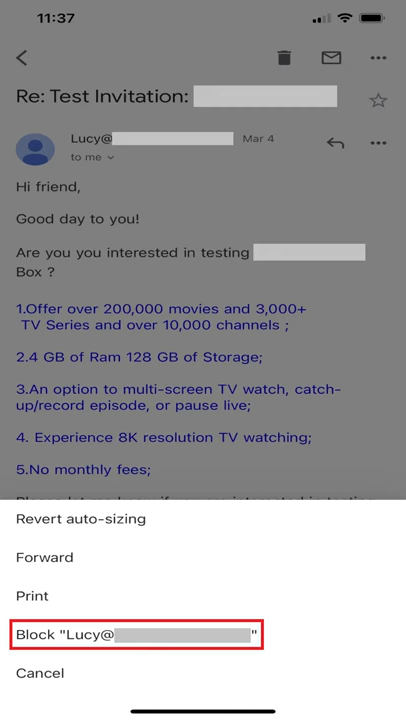 11:37
Re: Test Invitation:
Lucy@
Mar 4
to me
Hi friend,
Good day to you!
Are you you interested in testing
Box ?
1.Offer over 200,000 movies and 3,000+
TV Series and over 10,000 channels ;
2.4 GB of Ram 128 GB of Storage;
3.An option to multi-screen TV watch, catch-
up/record episode, or pause live;
4. Experience 8K resolution TV watching;
5.No monthly fees;
Revert auto-sizing
Forward
Print
Block "Lucy@ "
Cancel